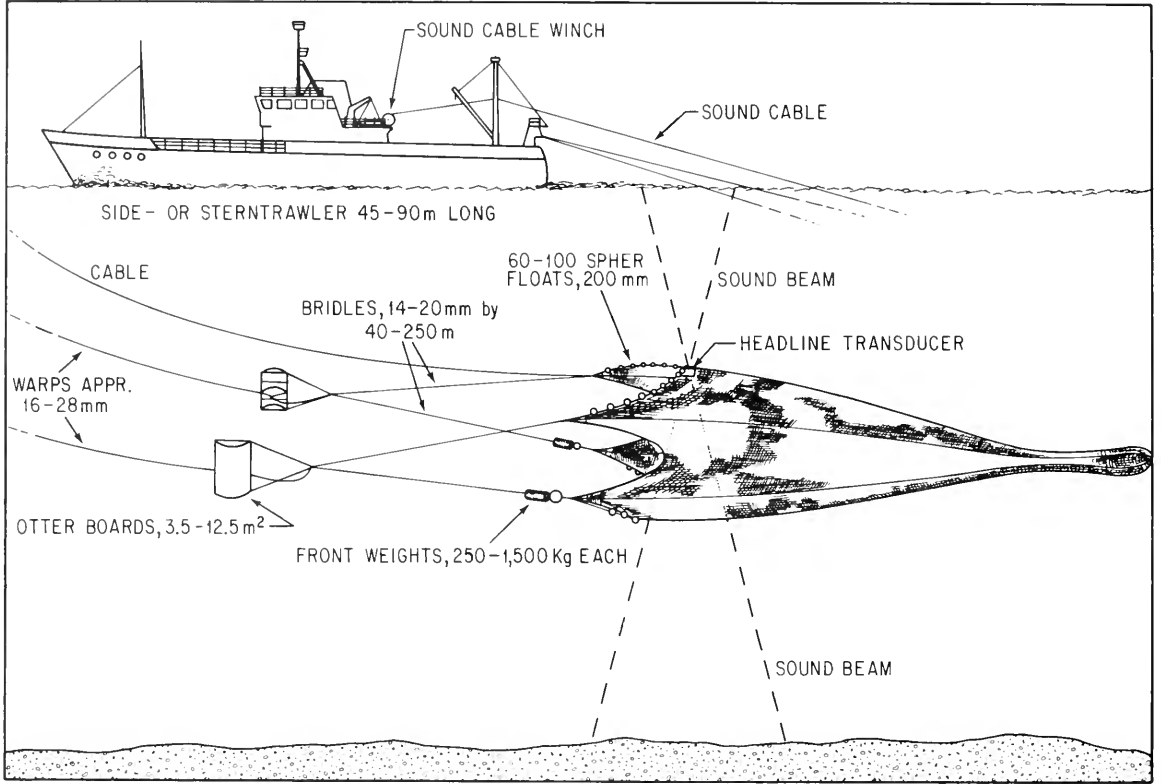 SOUND CABLE WINCH
SOUND CABLE
SIDE- OR STERNTRAWLER 45-90m LONG
CABLE
60-100 SPHER
FLOATS, 200 mm
SOUND BEAM
BRIDLES, 14-20mm by
40-250 m
HEADLINE TRANSDUCER
WARPS APPR.
16-28mm
OTTER BOARDS, 3.5-12.5 m²
FRONT WEIGHTS, 250-1,500 Kg EACH
SOUND BEAM